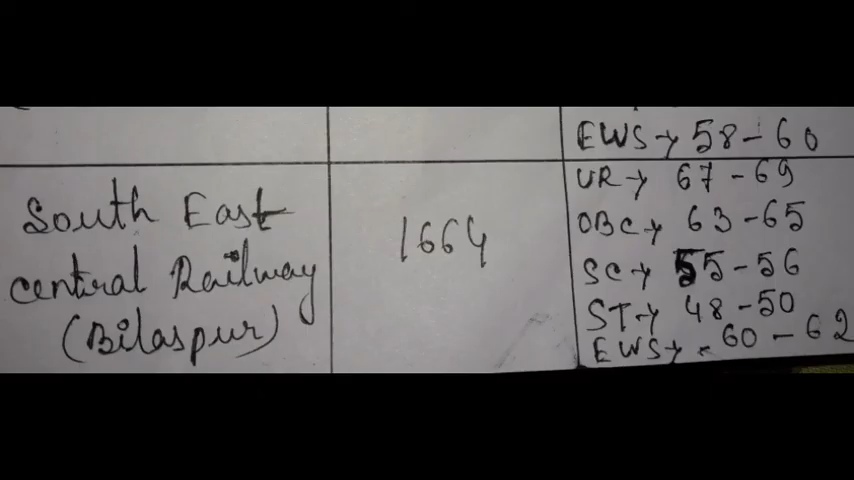 EWS → 58 - 60
South East
central Railway
(Bilaspur)
1664
UR → 67 - 69
OBC → 63 - 65
SC → 55 - 56
ST → 48 - 50
EWS → 60 - 62